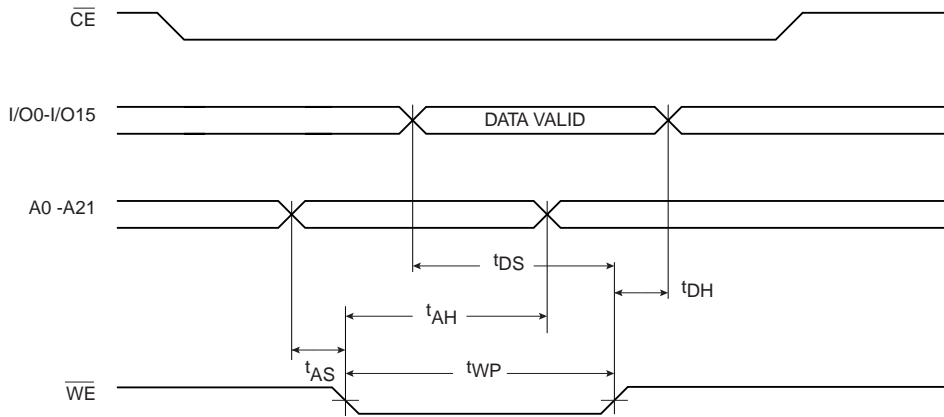 CE
I/O0-I/O15
DATA VALID
A0 -A21
tDS
tDH
tAH
tAS
tWP
WE